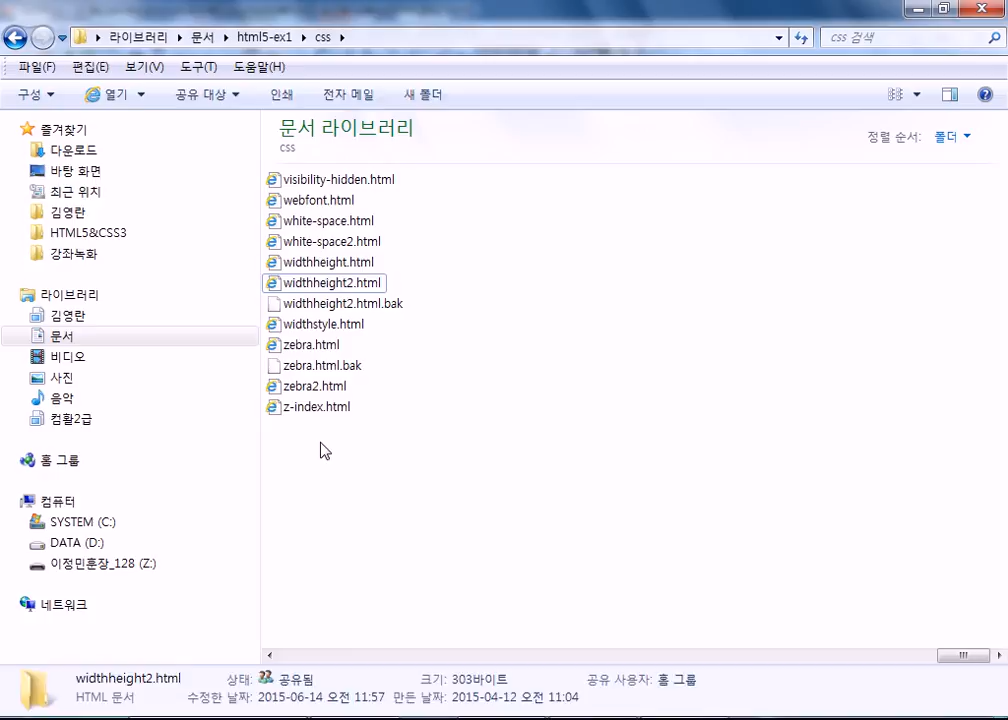 라이브러리 문서 html5-ex1 css
css 검색
파일(F) 편집(E) 보기(V) 도구(T) 도움말(H)
구성 열기 공유 대상 인쇄 전자 메일 새 폴더
문서 라이브러리
css
정렬 순서: 폴더
즐겨찾기
다운로드
바탕 화면
최근 위치
김영란
HTML5&CSS3
강좌녹화
라이브러리
김영란
문서
비디오
사진
음악
컴활2급
홈 그룹
컴퓨터
SYSTEM (C:)
DATA (D:)
이정민훈장_128 (Z:)
네트워크
visibility-hidden.html
webfont.html
white-space.html
white-space2.html
widthheight.html
widthheight2.html
widthheight2.html.bak
widthstyle.html
zebra.html
zebra.html.bak
zebra2.html
z-index.html
widthheight2.html 상태: 공유됨 크기: 303바이트 공유 사용자: 홈 그룹
HTML 문서 수정한 날짜: 2015-06-14 오전 11:57 만든 날짜: 2015-04-12 오전 11:04